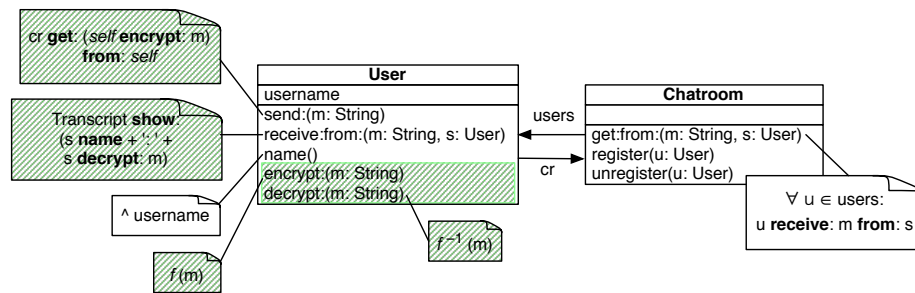 cr get: (self encrypt: m)
from: self
Transcript show:
(s name + ':' +
s decrypt: m)
^ username
f(m)
User
username
send:(m: String)
receive:from:(m: String, s: User)
name()
encrypt:(m: String)
decrypt:(m: String)
f⁻¹(m)
users
cr
Chatroom
get:from:(m: String, s: User)
register(u: User)
unregister(u: User)
∀ u ∈ users:
u receive: m from: s